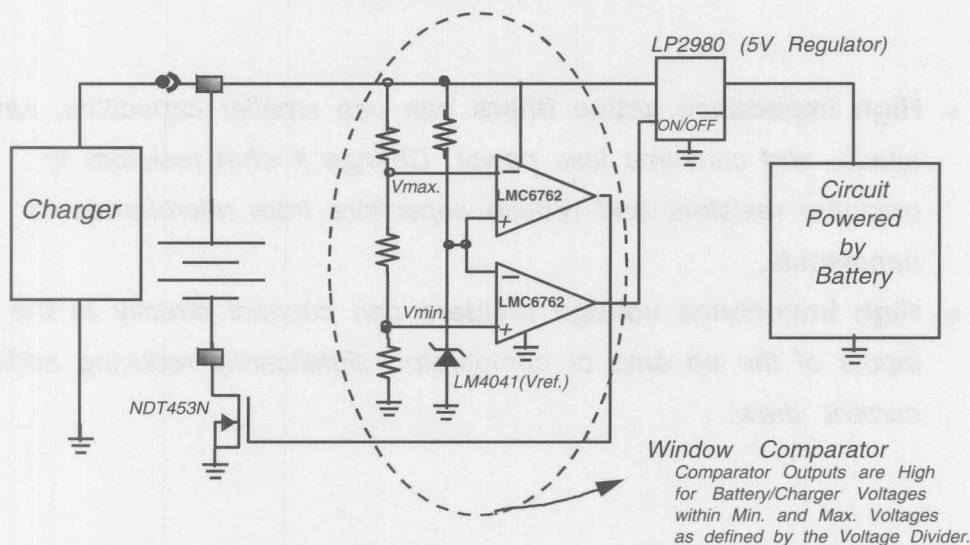 LP2980 (5V Regulator)
ON/OFF
Charger
Vmax.
LMC6762
Circuit
Powered
by
Battery
Vmin.
LMC6762
LM4041(Vref.)
NDT453N
Window Comparator
Comparator Outputs are High
for Battery/Charger Voltages
within Min. and Max. Voltages
as defined by the Voltage Divider.